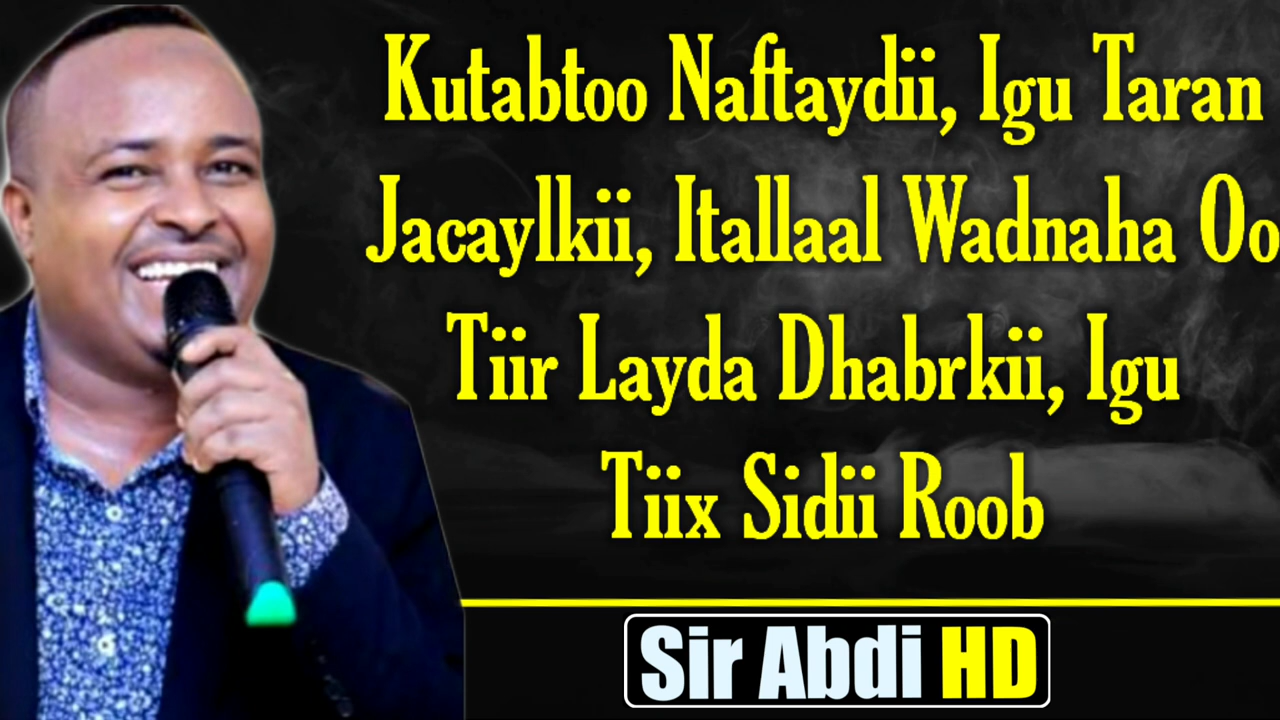 Kutabtoo Naftaydii, Igu Taran
Jacaylkii, Itallaal Wadnaha Oo
Tiir Layda Dhabrkii, Igu
Tiix Sidii Roob
Sir Abdi HD